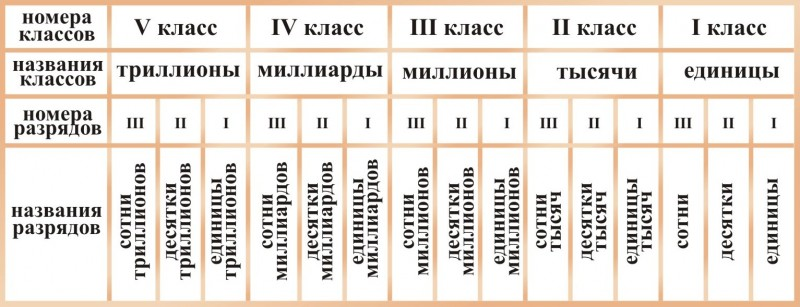 номера
классов
V класс
IV класс
III класс
II класс
I класс
названия
классов
триллионы
миллиарды
миллионы
тысячи
единицы
номера
разрядов
III
II
I
III
II
I
III
II
I
III
II
I
III
II
I
названия
разрядов
сотни
триллионов
десятки
триллионов
единицы
триллионов
сотни
миллиардов
десятки
миллиардов
единицы
миллиардов
сотни
миллионов
десятки
миллионов
единицы
миллионов
сотни
тысяч
десятки
тысяч
единицы
тысяч
сотни
десятки
единицы